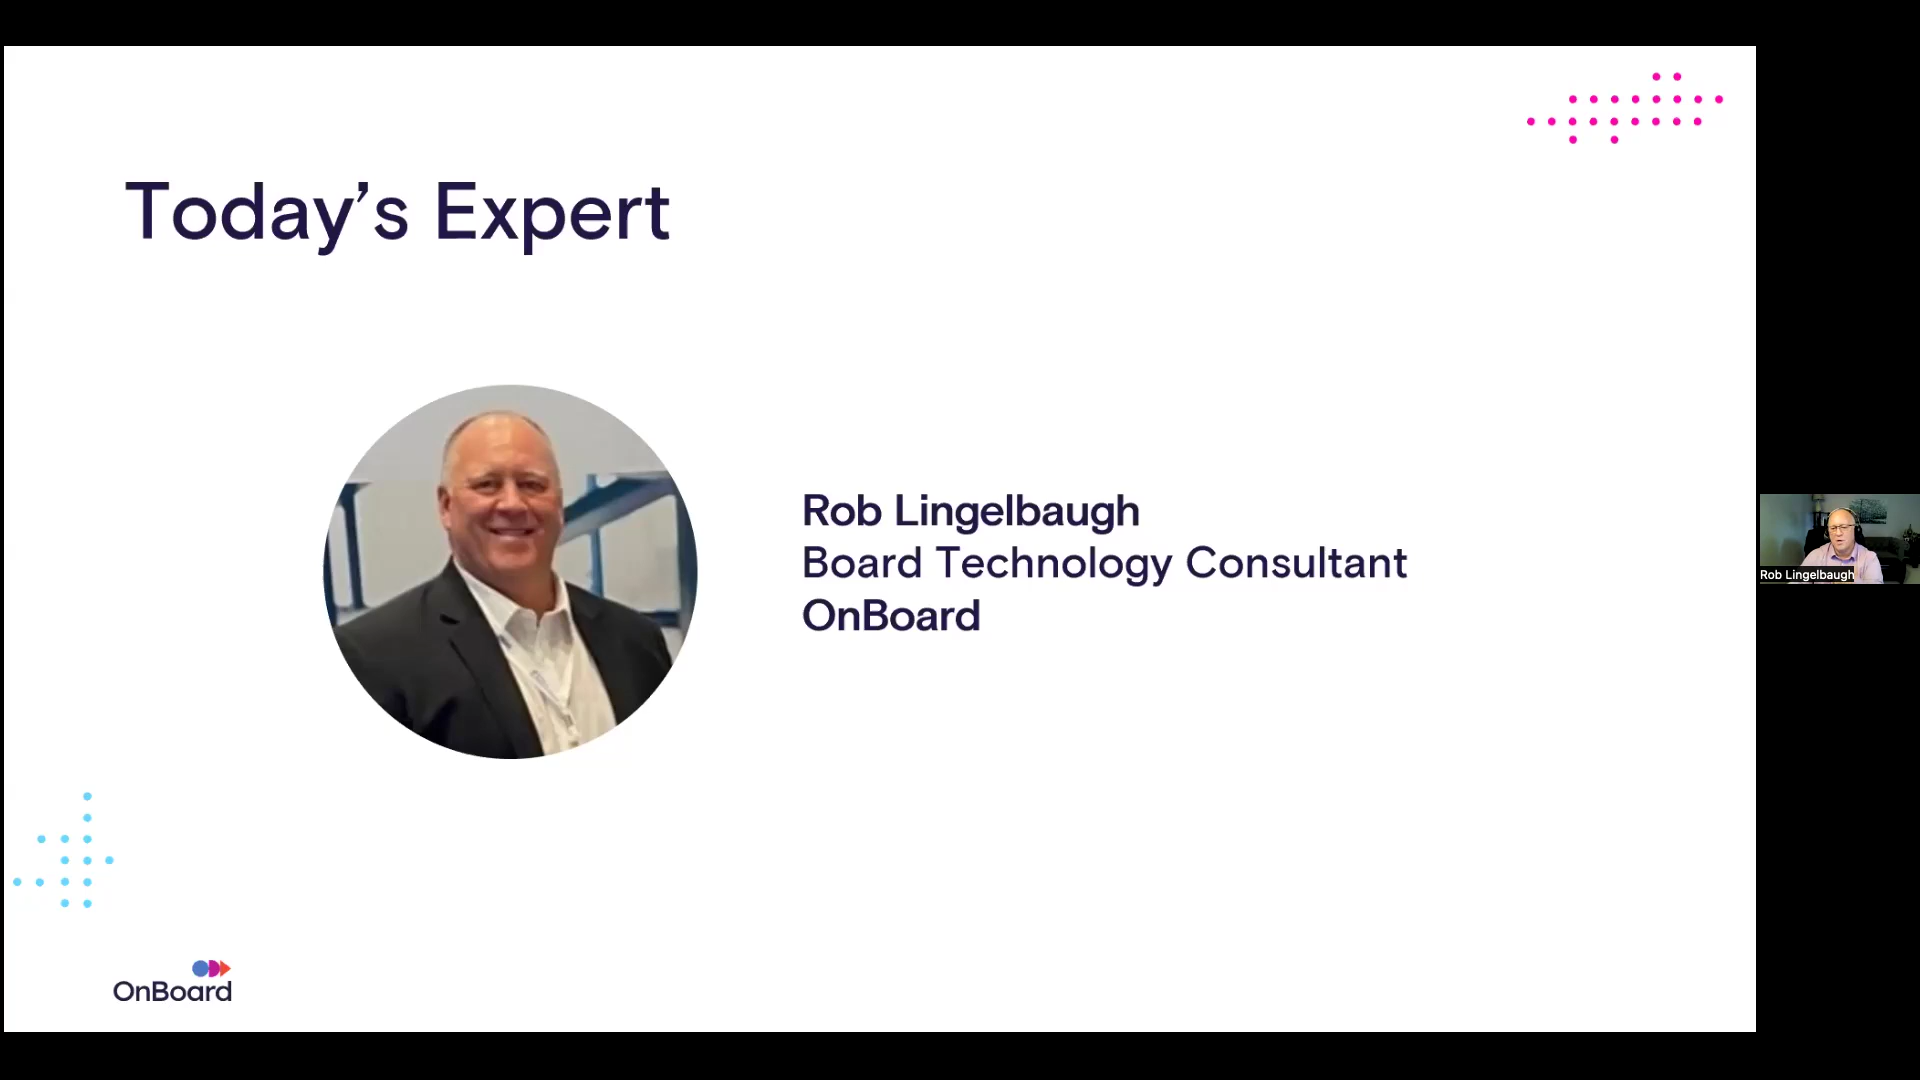 Today’s Expert
Rob Lingelbaugh
Board Technology Consultant
OnBoard
Rob Lingelbaugh
OnBoard